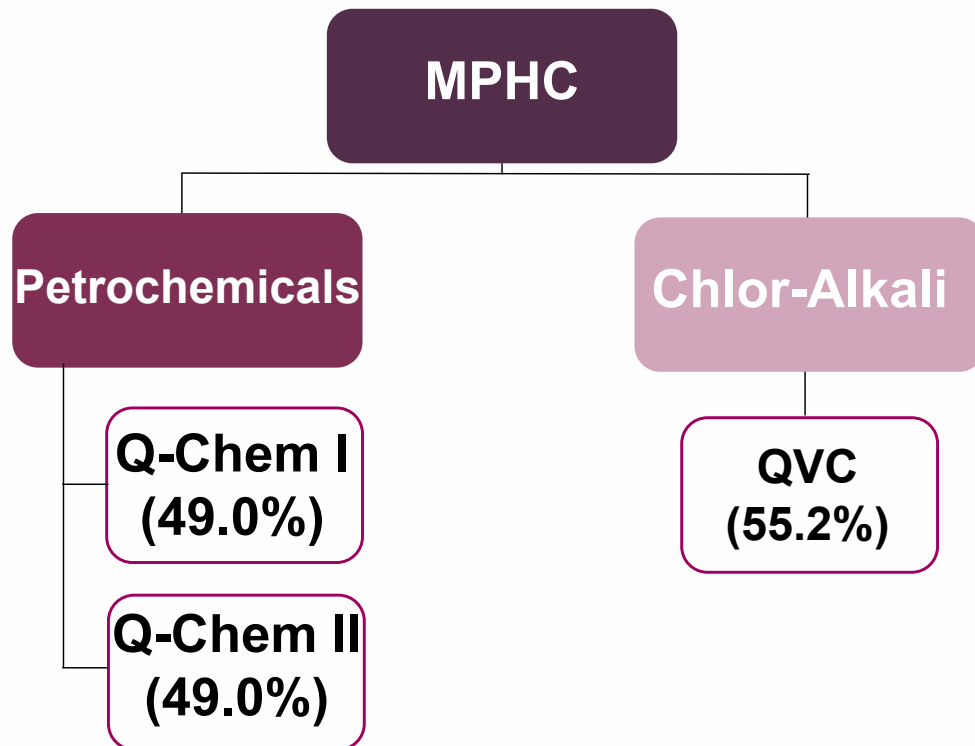 MPHC
Petrochemicals
Chlor-Alkali
Q-Chem I
(49.0%)
QVC
(55.2%)
Q-Chem II
(49.0%)